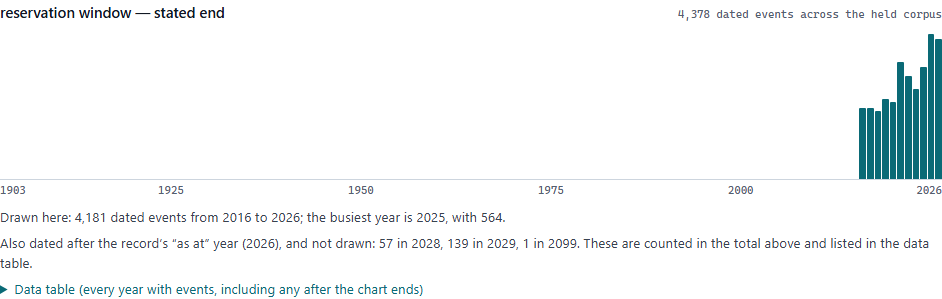 reservation window — stated end
4,378 dated events across the held corpus
1903 1925 1950 1975 2000 2026
Drawn here: 4,181 dated events from 2016 to 2026; the busiest year is 2025, with 564.
Also dated after the record's "as at" year (2026), and not drawn: 57 in 2028, 139 in 2029, 1 in 2099. These are counted in the total above and listed in the data
table.
▶ Data table (every year with events, including any after the chart ends)